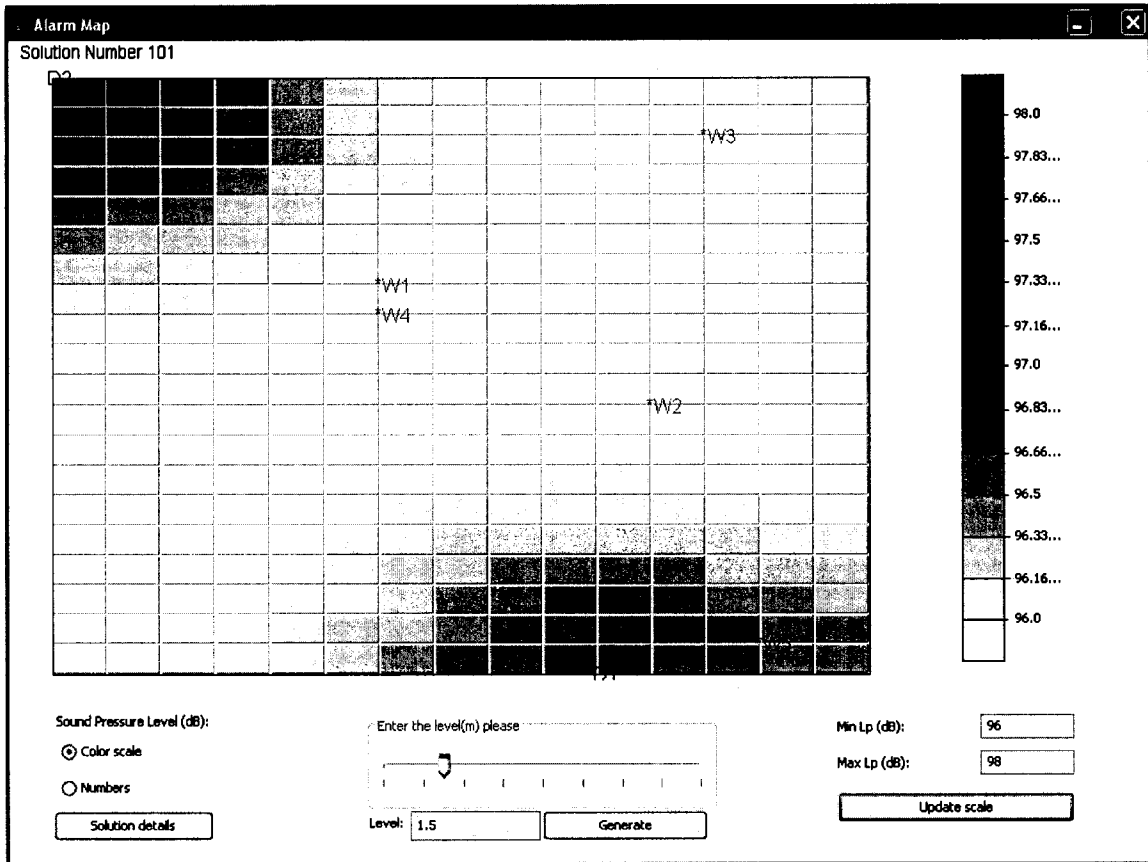 Alarm Map
Solution Number 101
*W3
*W1
*W4
*W2
98.0
97.83...
97.66...
97.5
97.33...
97.16...
97.0
96.83...
96.66...
96.5
96.33...
96.16...
96.0
Sound Pressure Level (dB):
Color scale
Numbers
Solution details
Enter the level(m) please
Level: 1.5 Generate
Min Lp (dB): 96
Max Lp (dB): 98
Update scale